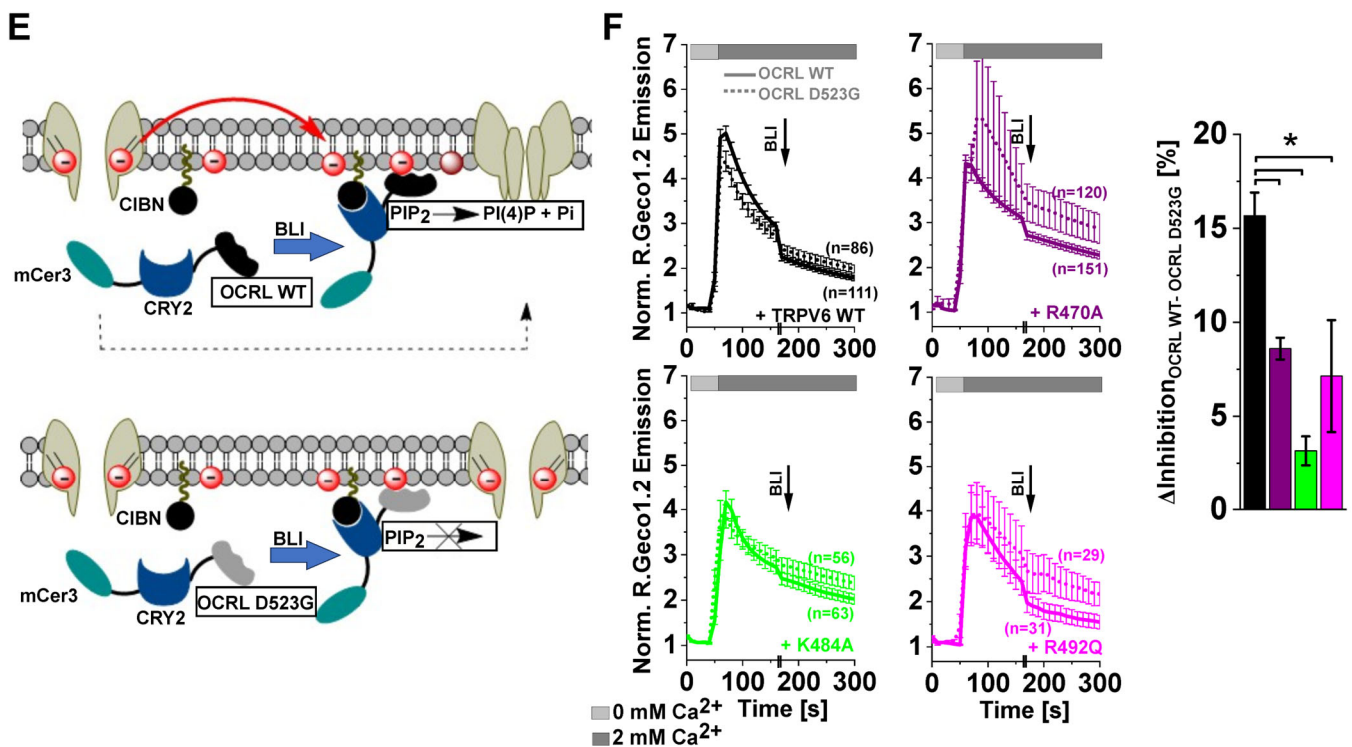 E
CIBN
BLI
PIP2 PI(4)P + Pi
mCer3
CRY2
OCRL WT
CIBN
BLI
PIP2
mCer3
CRY2
OCRL D523G
F
Norm. R.Geco1.2 Emission
7
6
5
4
3
2
1
OCRL WT
OCRL D523G
BLI
(n=86)
(n=111)
+ TRPV6 WT
0 100 200 300
7
6
5
4
3
2
1
BLI
(n=120)
(n=151)
+ R470A
0 100 200 300
Norm. R.Geco1.2 Emission
7
6
5
4
3
2
1
BLI
(n=56)
(n=63)
+ K484A
0 100 200 300
Time [s]
7
6
5
4
3
2
1
BLI
(n=29)
(n=31)
+ R492Q
0 100 200 300
Time [s]
0 mM Ca2+
2 mM Ca2+
ΔInhibitionOCRL WT- OCRL D523G [%]
20
15
10
5
0
*